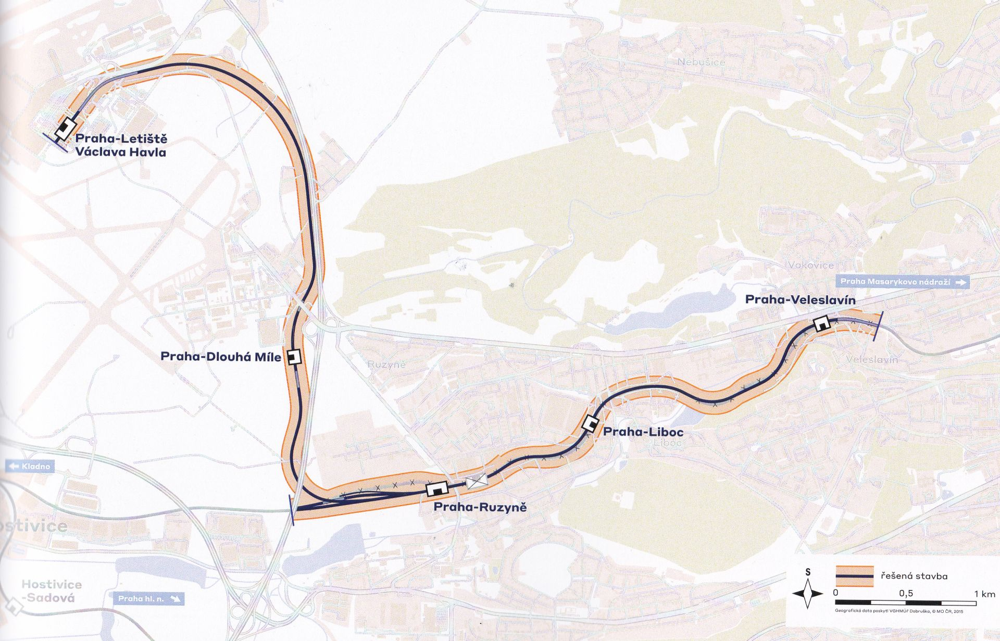 Nebušice
Praha-Letiště
Václava Havla
Vokovice
Praha Masarykovo nádraží
Praha-Veleslavín
Praha-Dlouhá Míle
Ruzyně
Veleslavín
Praha-Liboc
Liboc
Kladno
Praha-Ruzyně
ostivice
Hostivice
-Sadová
Praha hl. n.
S
řešená stavba
0 0,5 1 km
Geografická data poskytl VGHMÚř Dobruška, © MO ČR, 2015